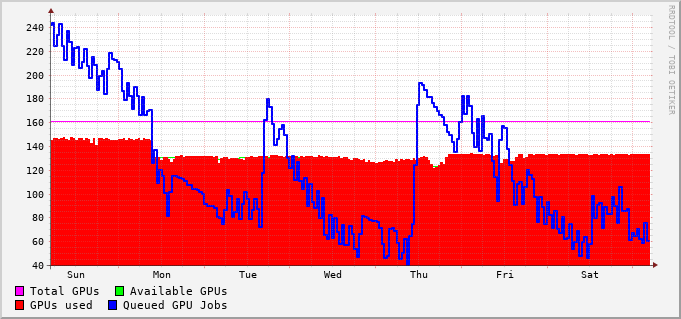 RRDTOOL / TOBI OETIKER
240
220
200
180
160
140
120
100
80
60
40
Sun Mon Tue Wed Thu Fri Sat
Total GPUs Available GPUs
GPUs used Queued GPU Jobs